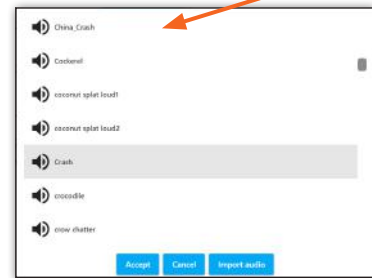 China_Crash
Cockerel
coconut splat loud1
coconut splat loud2
Crash
crocodile
crow chatter
Accept Cancel Import audio